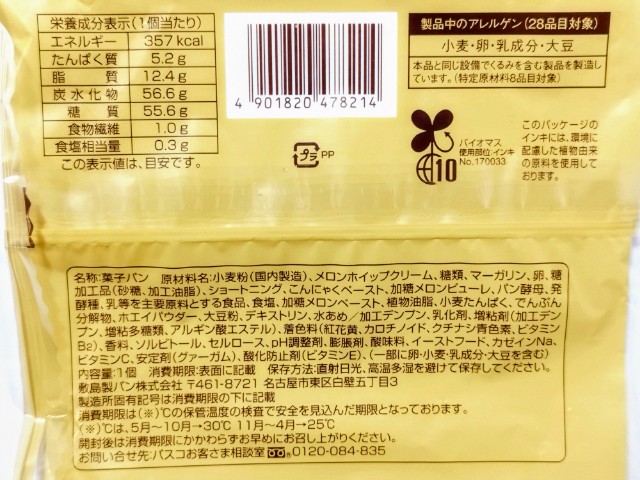 栄養成分表示(1個当たり)
エネルギー 357 kcal
たんぱく質 5.2g
脂 質 12.4g
炭水化物 56.6g
糖 質 55.6g
食物繊維 1.0g
食塩相当量 0.3g
この表示値は、目安です。
4 901820 478214
プラ PP
製品中のアレルゲン(28品目対象)
小麦・卵・乳成分・大豆
本品と同じ設備でくるみを含む製品を製造し
ています。(特定原材料8品目対象)
10
バイオマス
使用部位:インキ
No.170033
このパッケージの
インキには、環境に
配慮した植物由来
の原料を使用して
おります。
名称:菓子パン 原材料名:小麦粉(国内製造)、メロンホイップクリーム、糖類、マーガリン、卵、糖
加工品(砂糖、加工油脂)、ショートニング、こんにゃくペースト、加糖メロンピューレ、パン酵母、発
酵種、乳等を主要原料とする食品、食塩、加糖メロンペースト、植物油脂、小麦たんぱく、でんぷん
分解物、ホエイパウダー、大豆粉、デキストリン、水あめ/加工デンプン、乳化剤、増粘剤(加工デン
プン、増粘多糖類、アルギン酸エステル)、着色料(紅花黄、カロチノイド、クチナシ青色素、ビタミン
B₂)、香料、ソルビトール、セルロース、pH調整剤、膨脹剤、酸味料、イーストフード、カゼインNa、
ビタミンC、安定剤(グァーガム)、酸化防止剤(ビタミンE)、(一部に卵・小麦・乳成分・大豆を含む)
内容量:1個 消費期限:表面に記載 保存方法:直射日光、高温多湿を避けて保存してください。
敷島製パン株式会社 〒461-8721 名古屋市東区白壁五丁目3
製造所固有記号は消費期限の下に記載
消費期限は(※)℃の保管温度の検査で安全を見込んだ期限となっております。
(※)℃は、5月~10月→30℃ 11月~4月→25℃
開封後は消費期限にかかわらずお早めにお召し上がりください。
お問い合せ先:パスコお客さま相談室 0120-084-835